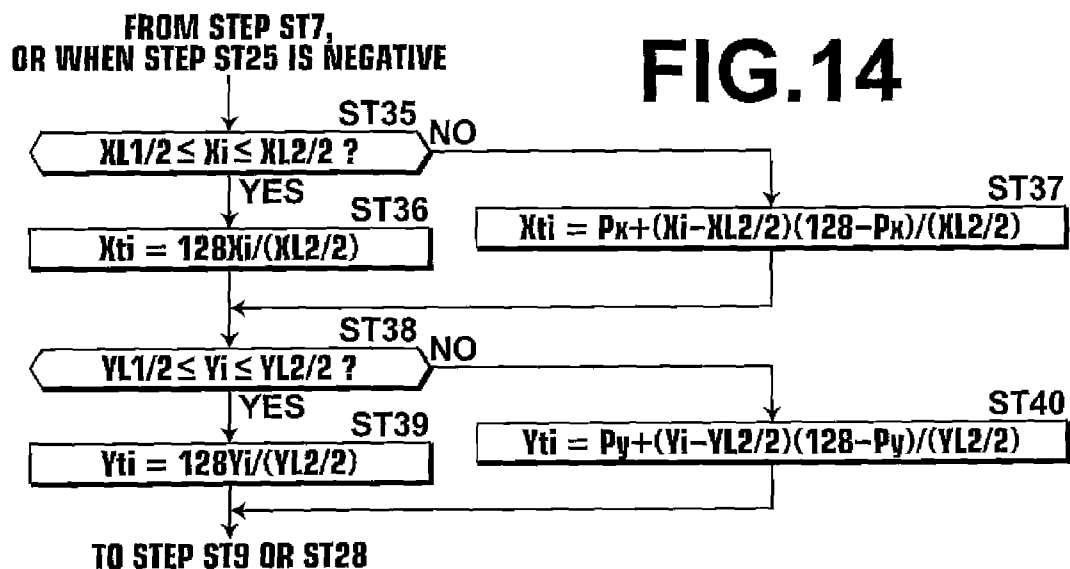 FROM STEP ST7,
OR WHEN STEP ST25 IS NEGATIVE
FIG.14
ST35
XL1/2 ≤ Xi ≤ XL2/2 ?
NO
YES
ST36
Xti = 128Xi/(XL2/2)
ST37
Xti = Px+(Xi−XL2/2)(128−Px)/(XL2/2)
ST38
YL1/2 ≤ Yi ≤ YL2/2 ?
NO
YES
ST39
Yti = 128Yi/(YL2/2)
ST40
Yti = Py+(Yi−YL2/2)(128−Py)/(YL2/2)
TO STEP ST9 OR ST28